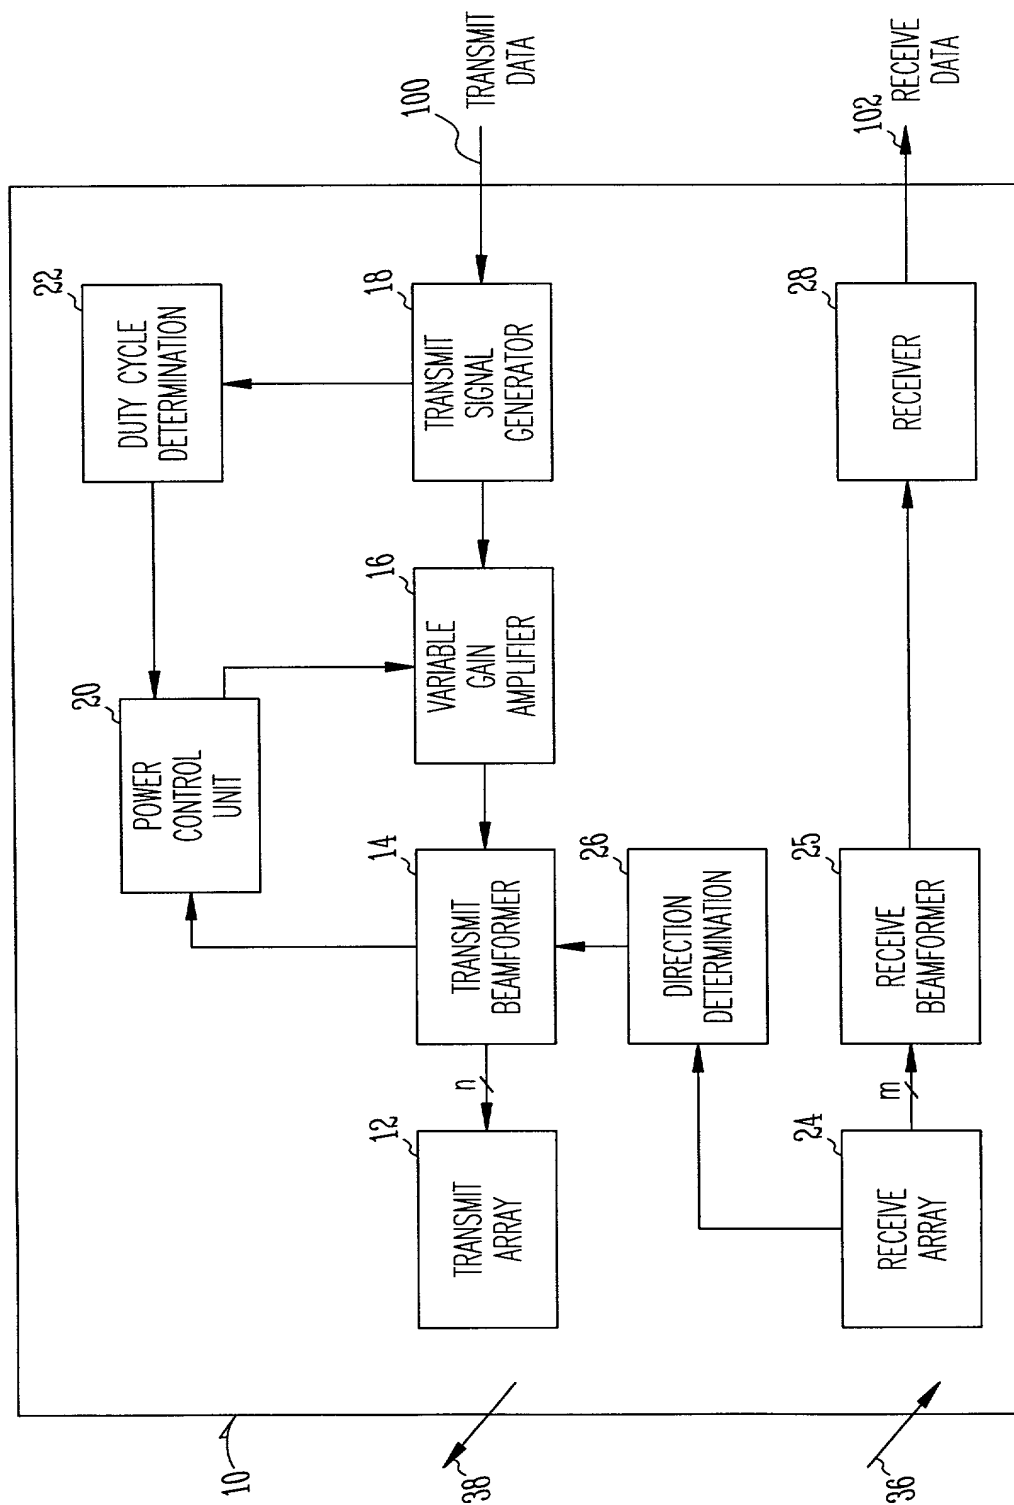 10
22
DUTY CYCLE
DETERMINATION
20
POWER
CONTROL
UNIT
100
TRANSMIT
DATA
18
TRANSMIT
SIGNAL
GENERATOR
16
VARIABLE
GAIN
AMPLIFIER
14
TRANSMIT
BEAMFORMER
n
12
TRANSMIT
ARRAY
38
26
DIRECTION
DETERMINATION
36
24
RECEIVE
ARRAY
m
25
RECEIVE
BEAMFORMER
28
RECEIVER
102
RECEIVE
DATA